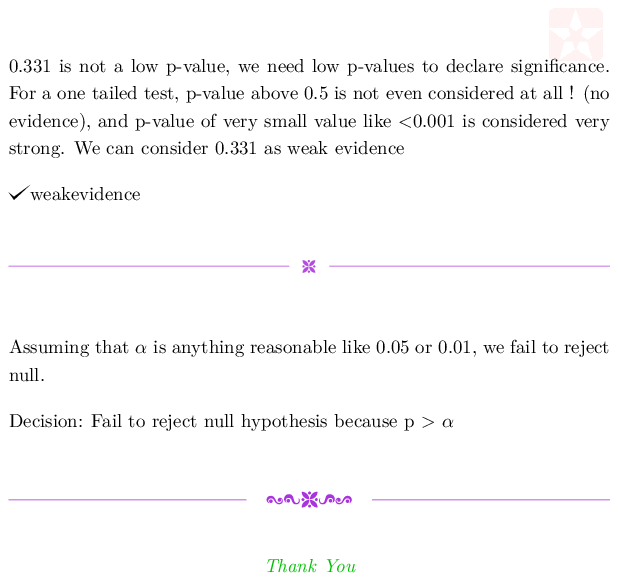 0.331 is not a low p-value, we need low p-values to declare significance.
For a one tailed test, p-value above 0.5 is not even considered at all ! (no
evidence), and p-value of very small value like <0.001 is considered very
strong. We can consider 0.331 as weak evidence
✓weakevidence
Assuming that α is anything reasonable like 0.05 or 0.01, we fail to reject
null.
Decision: Fail to reject null hypothesis because p > α
Thank You